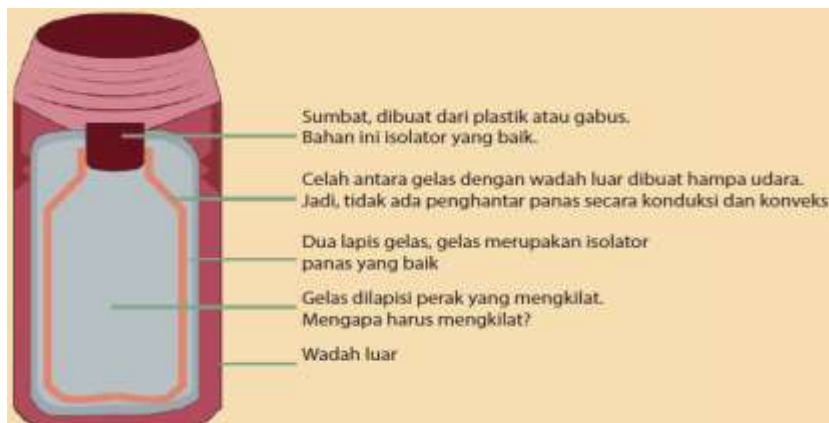 Sumbat, dibuat dari plastik atau gabus.
Bahan ini isolator yang baik.
Celah antara gelas dengan wadah luar dibuat hampa udara.
Jadi, tidak ada penghantar panas secara konduksi dan konveks
Dua lapis gelas, gelas merupakan isolator
panas yang baik
Gelas dilapisi perak yang mengkilat.
Mengapa harus mengkilat?
Wadah luar